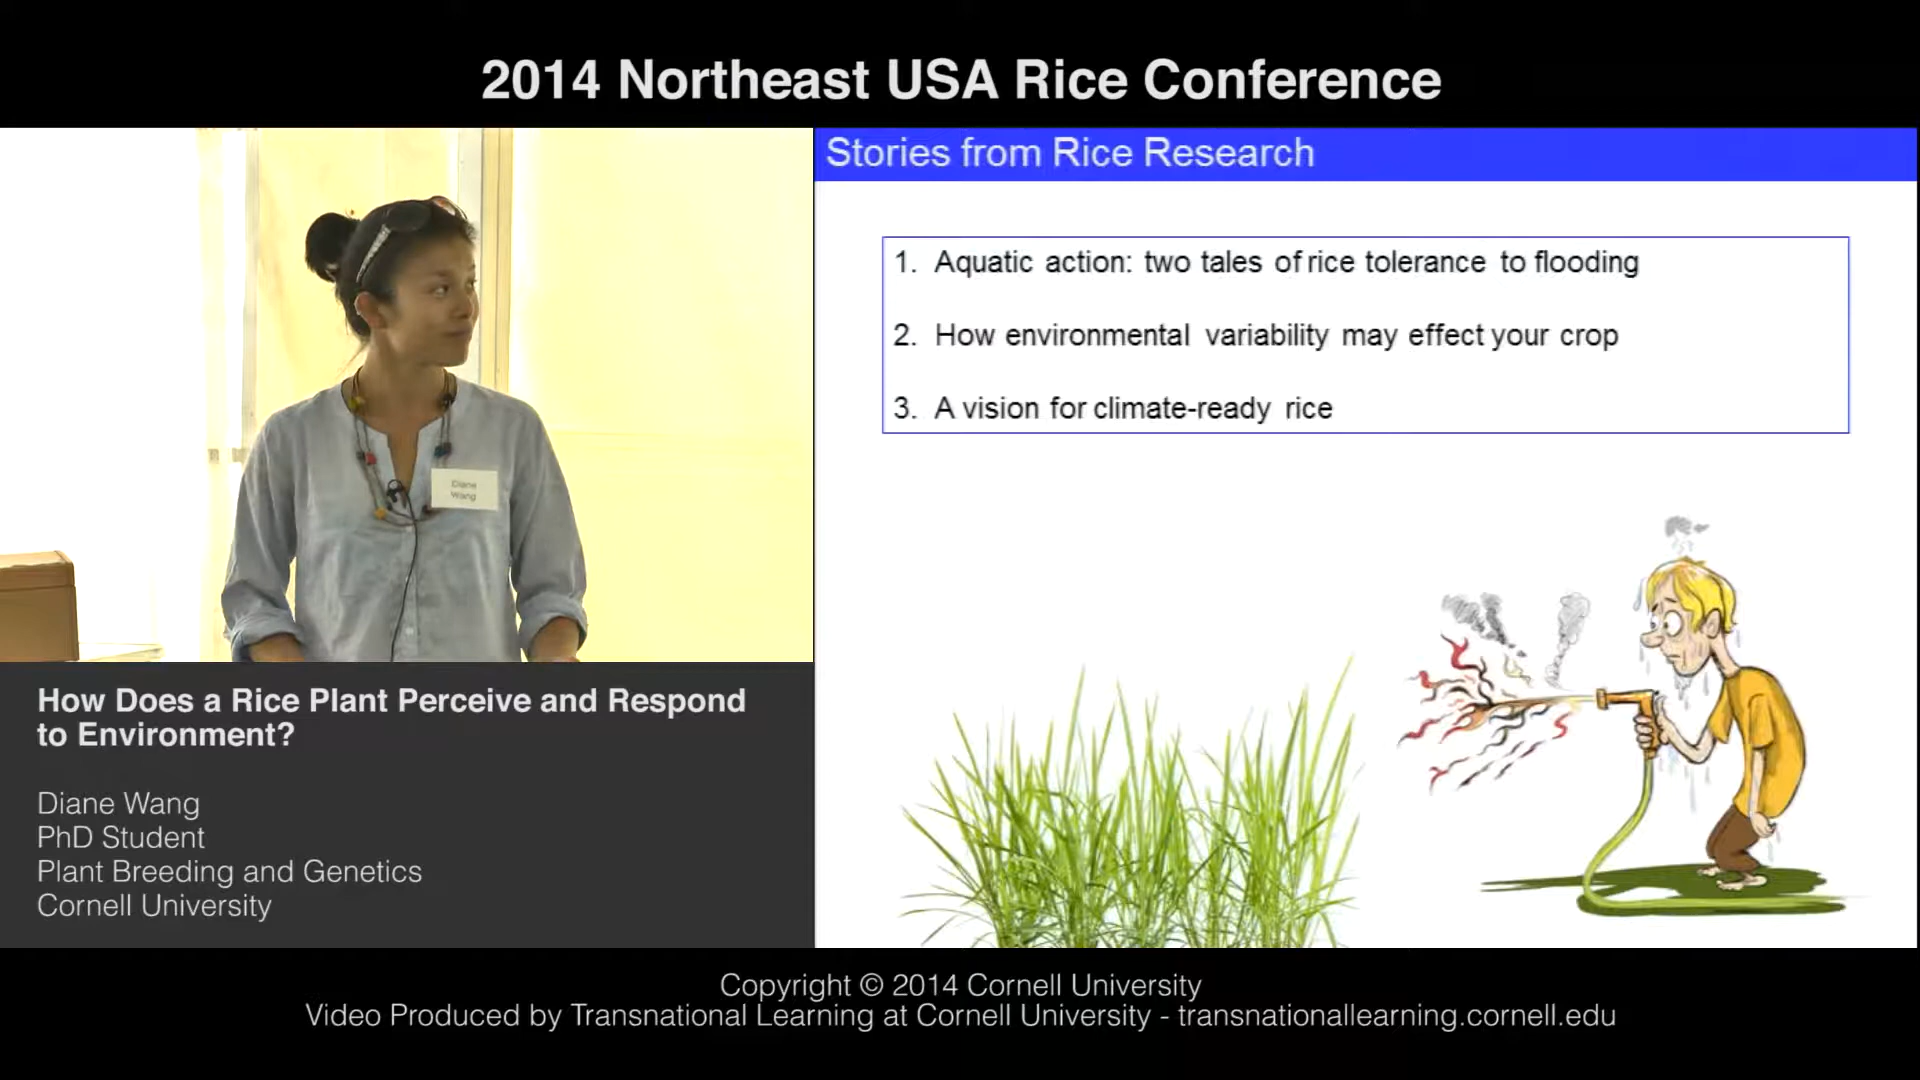 2014 Northeast USA Rice Conference
Stories from Rice Research
1. Aquatic action: two tales of rice tolerance to flooding
2. How environmental variability may effect your crop
3. A vision for climate-ready rice
Diane
Wang
How Does a Rice Plant Perceive and Respond
to Environment?
Diane Wang
PhD Student
Plant Breeding and Genetics
Cornell University
Copyright © 2014 Cornell University
Video Produced by Transnational Learning at Cornell University - transnationallearning.cornell.edu